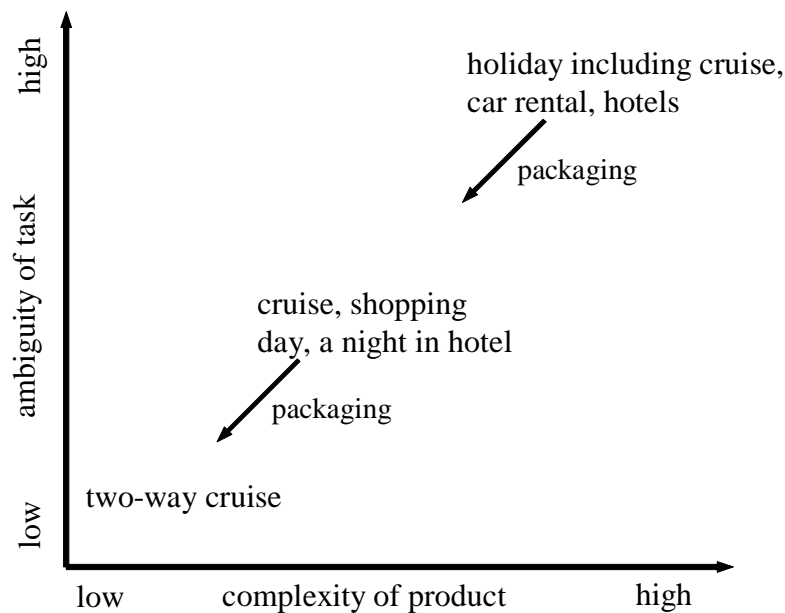 high
holiday including cruise,
car rental, hotels
packaging
ambiguity of task
cruise, shopping
day, a night in hotel
packaging
low
two-way cruise
low
complexity of product
high